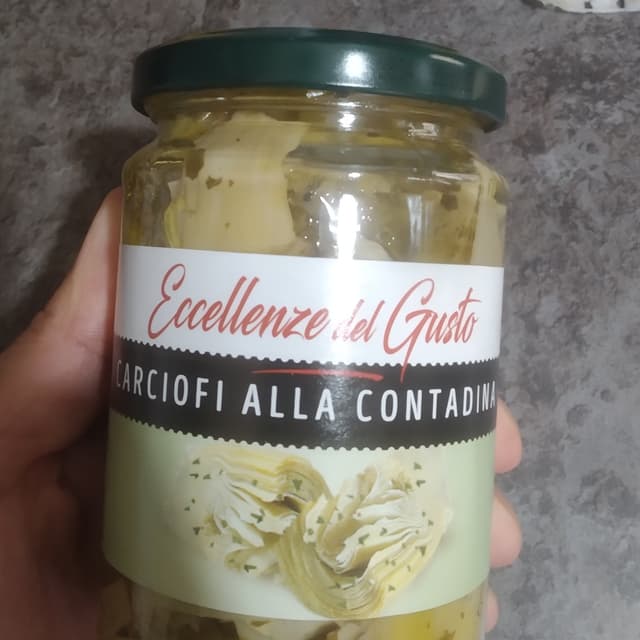 Eccellenze del Gusto
CARCIOFI ALLA CONTADINA